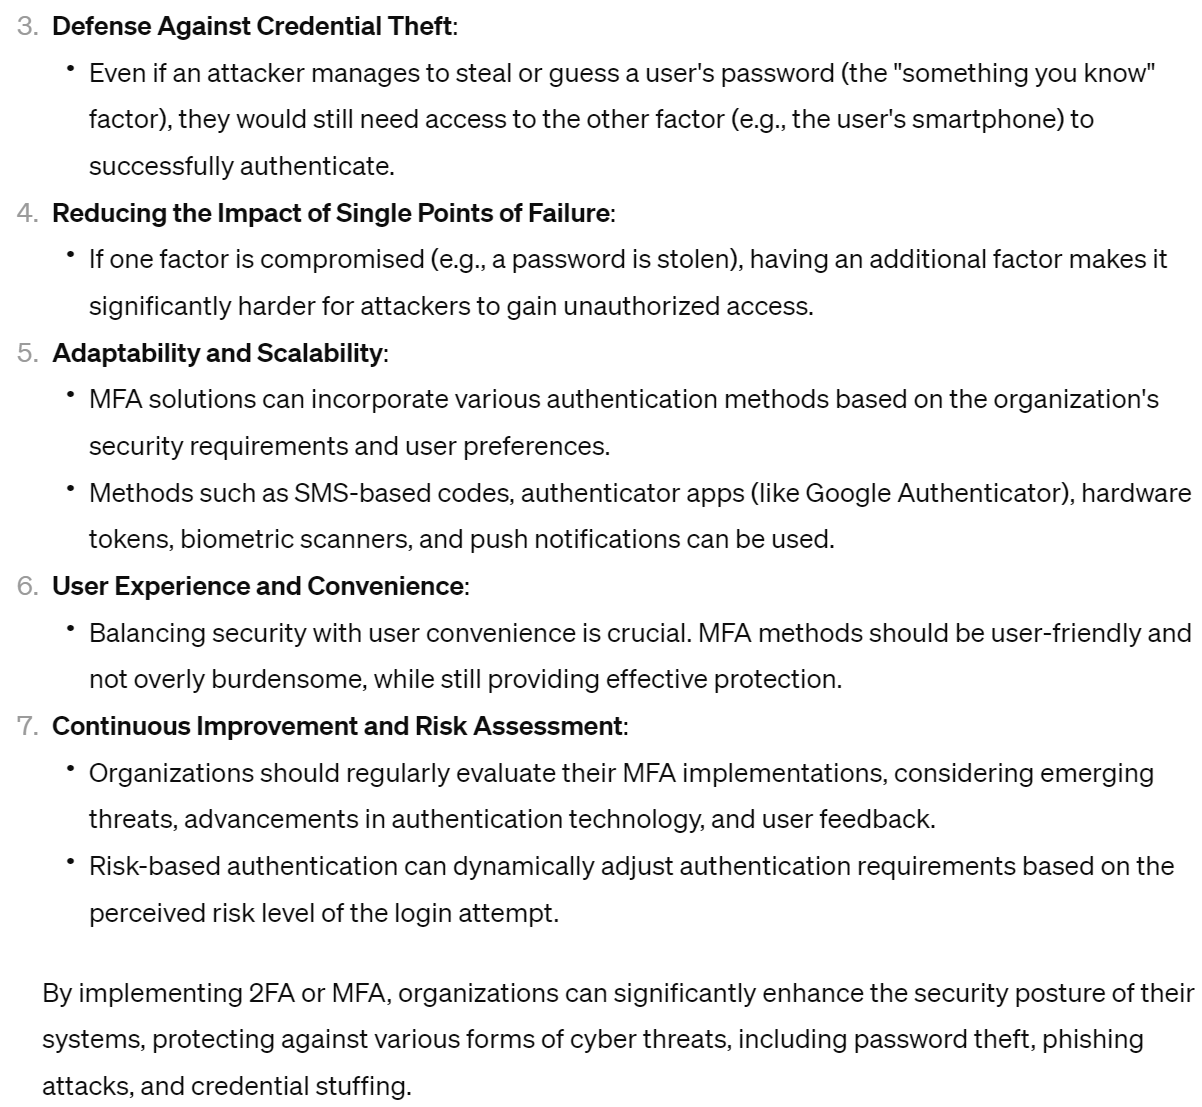 3. Defense Against Credential Theft:
• Even if an attacker manages to steal or guess a user's password (the "something you know"
factor), they would still need access to the other factor (e.g., the user's smartphone) to
successfully authenticate.
4. Reducing the Impact of Single Points of Failure:
• If one factor is compromised (e.g., a password is stolen), having an additional factor makes it
significantly harder for attackers to gain unauthorized access.
5. Adaptability and Scalability:
• MFA solutions can incorporate various authentication methods based on the organization's
security requirements and user preferences.
• Methods such as SMS-based codes, authenticator apps (like Google Authenticator), hardware
tokens, biometric scanners, and push notifications can be used.
6. User Experience and Convenience:
• Balancing security with user convenience is crucial. MFA methods should be user-friendly and
not overly burdensome, while still providing effective protection.
7. Continuous Improvement and Risk Assessment:
• Organizations should regularly evaluate their MFA implementations, considering emerging
threats, advancements in authentication technology, and user feedback.
• Risk-based authentication can dynamically adjust authentication requirements based on the
perceived risk level of the login attempt.
By implementing 2FA or MFA, organizations can significantly enhance the security posture of their
systems, protecting against various forms of cyber threats, including password theft, phishing
attacks, and credential stuffing.